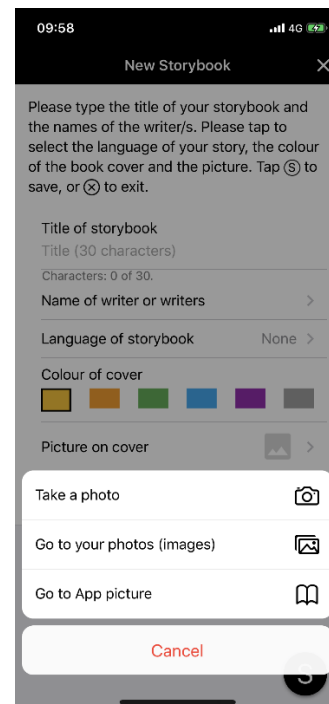 09:58
4G
New Storybook
Please type the title of your storybook and
the names of the writer/s. Please tap to
select the language of your story, the colour
of the book cover and the picture. Tap Ⓢ to
save, or ⓧ to exit.
Title of storybook
Title (30 characters)
Characters: 0 of 30.
Name of writer or writers
Language of storybook None
Colour of cover
Picture on cover
Take a photo
Go to your photos (images)
Go to App picture
Cancel
S